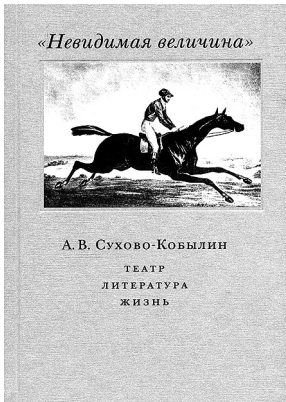 «Невидимая величина»
А. В. Сухово-Кобылин
ТЕАТР
ЛИТЕРАТУРА
ЖИЗНЬ